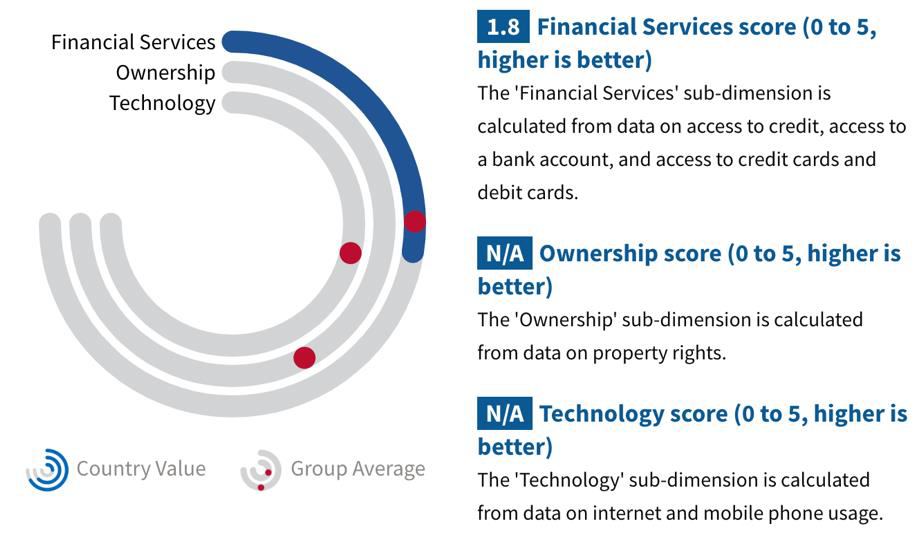 Financial Services
Ownership
Technology
Country Value
Group Average
1.8 Financial Services score (0 to 5,
higher is better)
The 'Financial Services' sub-dimension is
calculated from data on access to credit, access to
a bank account, and access to credit cards and
debit cards.
N/A Ownership score (0 to 5, higher is
better)
The 'Ownership' sub-dimension is calculated
from data on property rights.
N/A Technology score (0 to 5, higher is
better)
The 'Technology' sub-dimension is calculated
from data on internet and mobile phone usage.